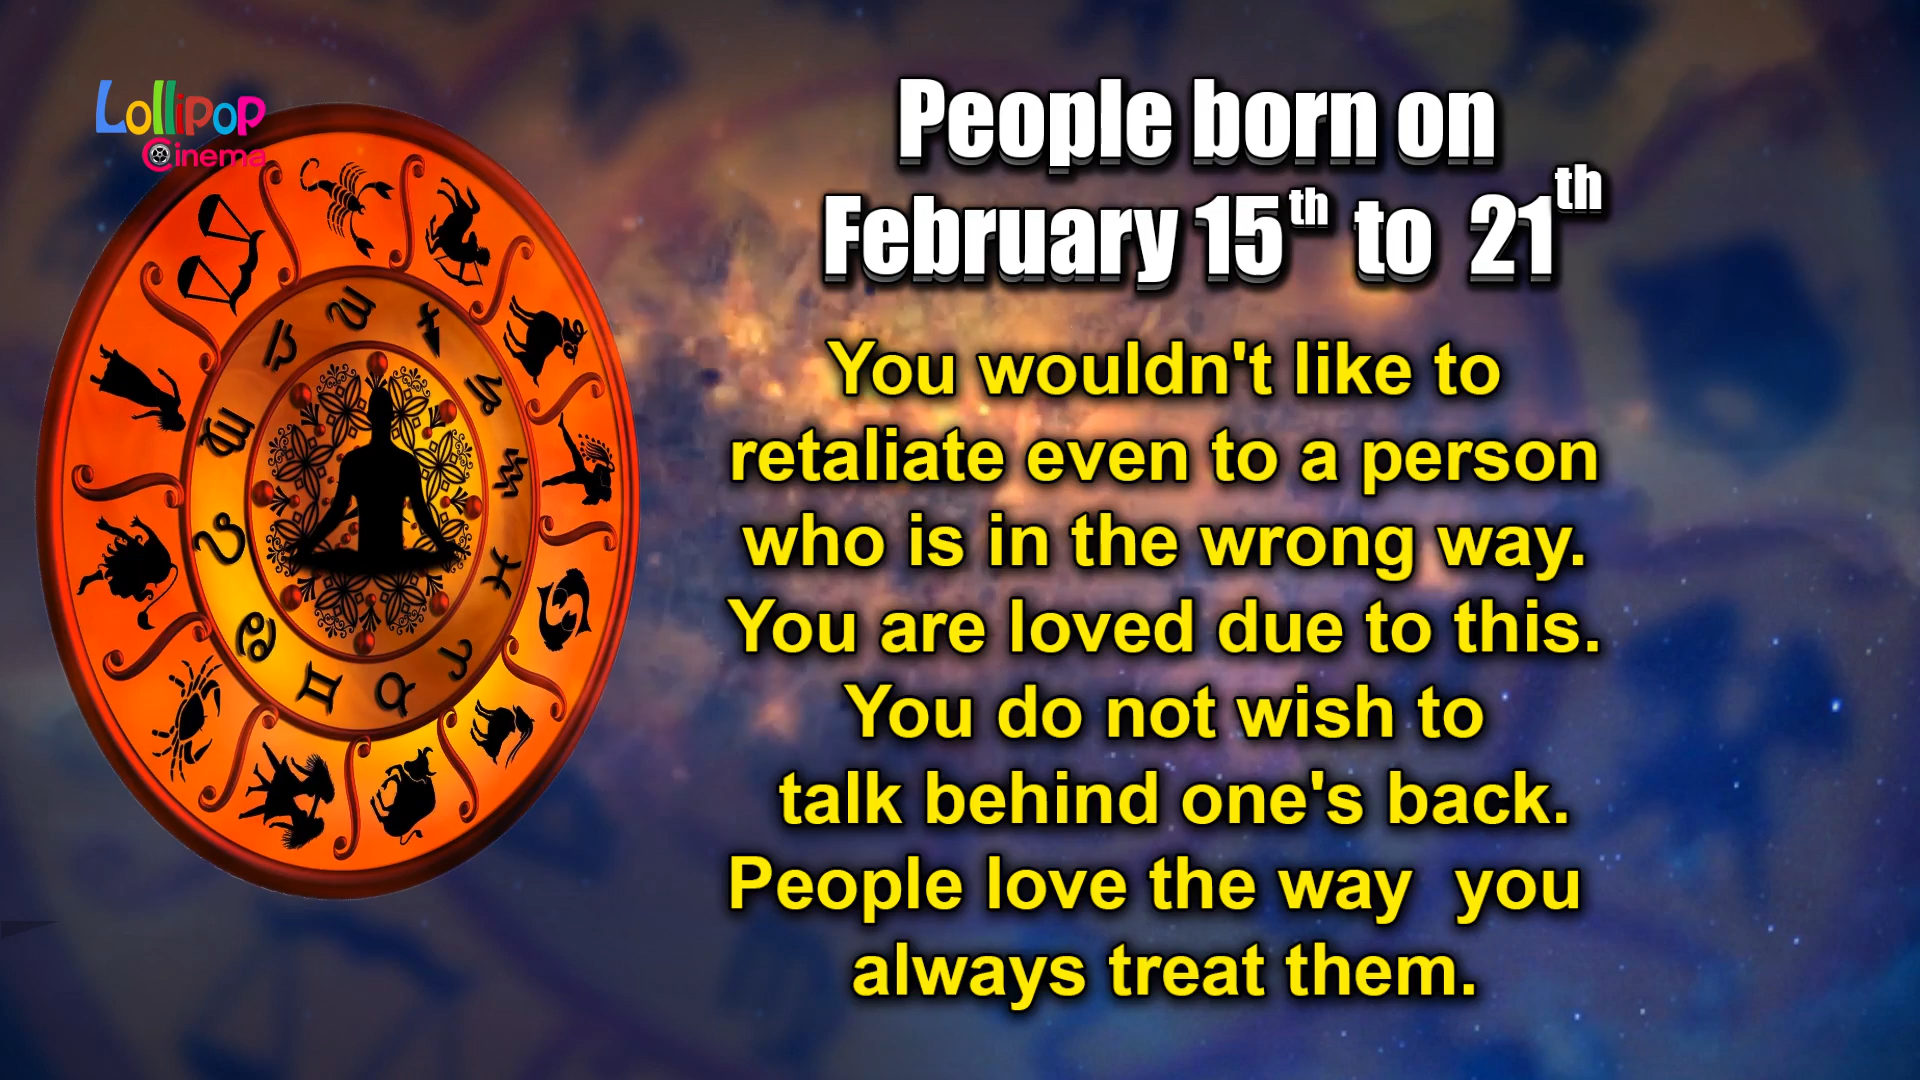 Lollipop
Cinema
People born on
February 15th to 21th
You wouldn't like to
retaliate even to a person
who is in the wrong way.
You are loved due to this.
You do not wish to
talk behind one's back.
People love the way you
always treat them.